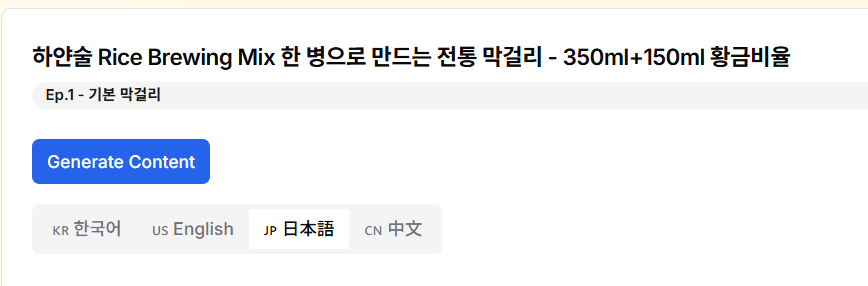 하얀술 Rice Brewing Mix 한 병으로 만드는 전통 막걸리 - 350ml+150ml 황금비율
Ep.1 - 기본 막걸리
Generate Content
KR 한국어 US English JP 日本語 CN 中文